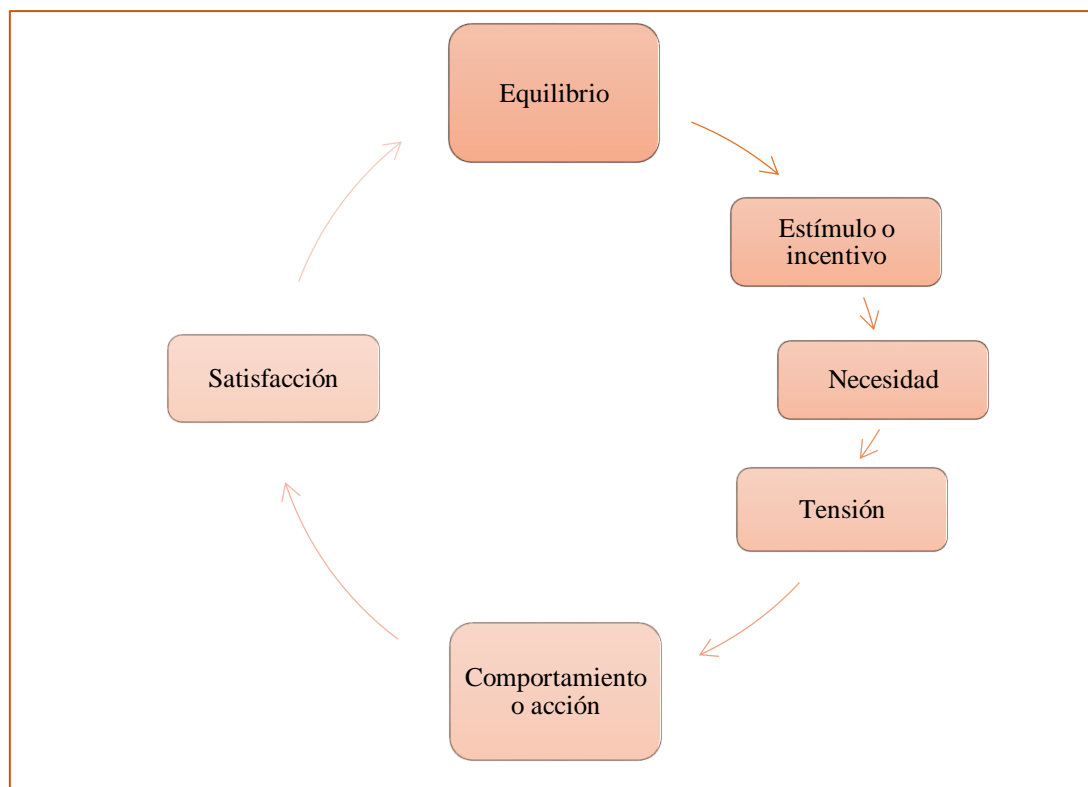 Equilibrio
Estímulo o
incentivo
Necesidad
Tensión
Comportamiento
o acción
Satisfacción